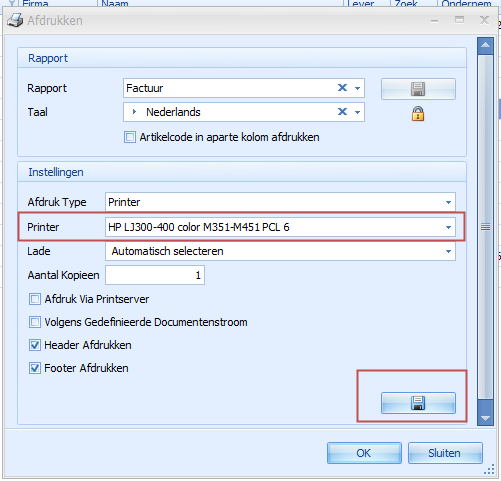 Firma Naam Lever Zoek Ondernem
Afdrukken
Rapport
Rapport Factuur
Taal Nederlands
Artikelcode in aparte kolom afdrukken
Instellingen
Afdruk Type Printer
Printer HP LJ300-400 color M351-M451 PCL 6
Lade Automatisch selecteren
Aantal Kopieen 1
Afdruk Via Printserver
Volgens Gedefinieerde Documentenstroom
Header Afdrukken
Footer Afdrukken
OK Sluiten